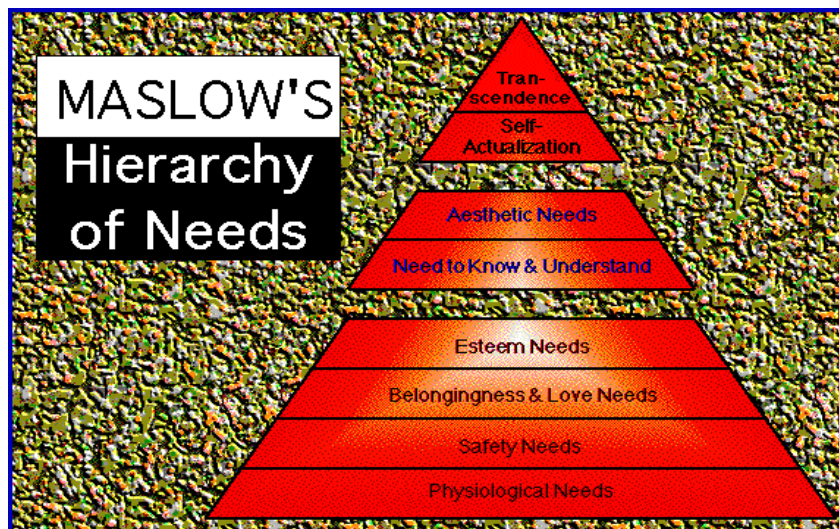 MASLOW'S
Hierarchy
of Needs
Tran-
scendence
Self-
Actualization
Aesthetic Needs
Need to Know & Understand
Esteem Needs
Belongingness & Love Needs
Safety Needs
Physiological Needs